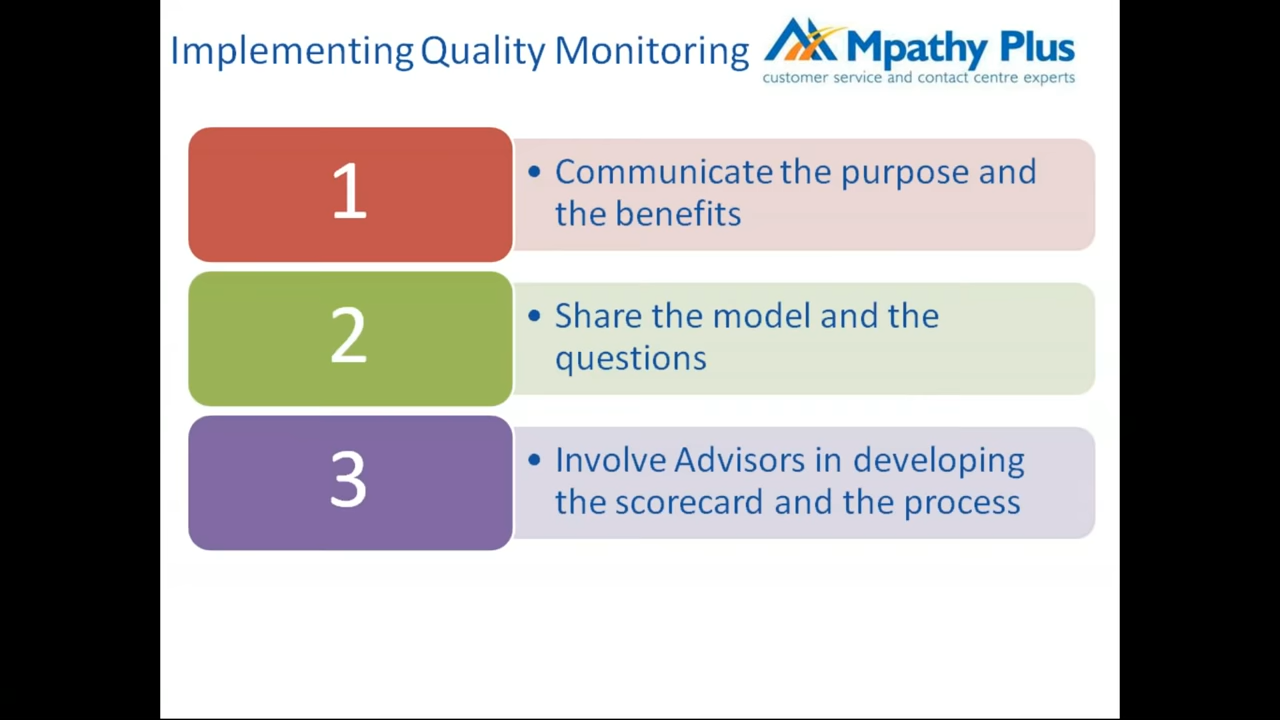 Implementing Quality Monitoring
Mpathy Plus
customer service and contact centre experts
1
• Communicate the purpose and
the benefits
2
• Share the model and the
questions
3
• Involve Advisors in developing
the scorecard and the process